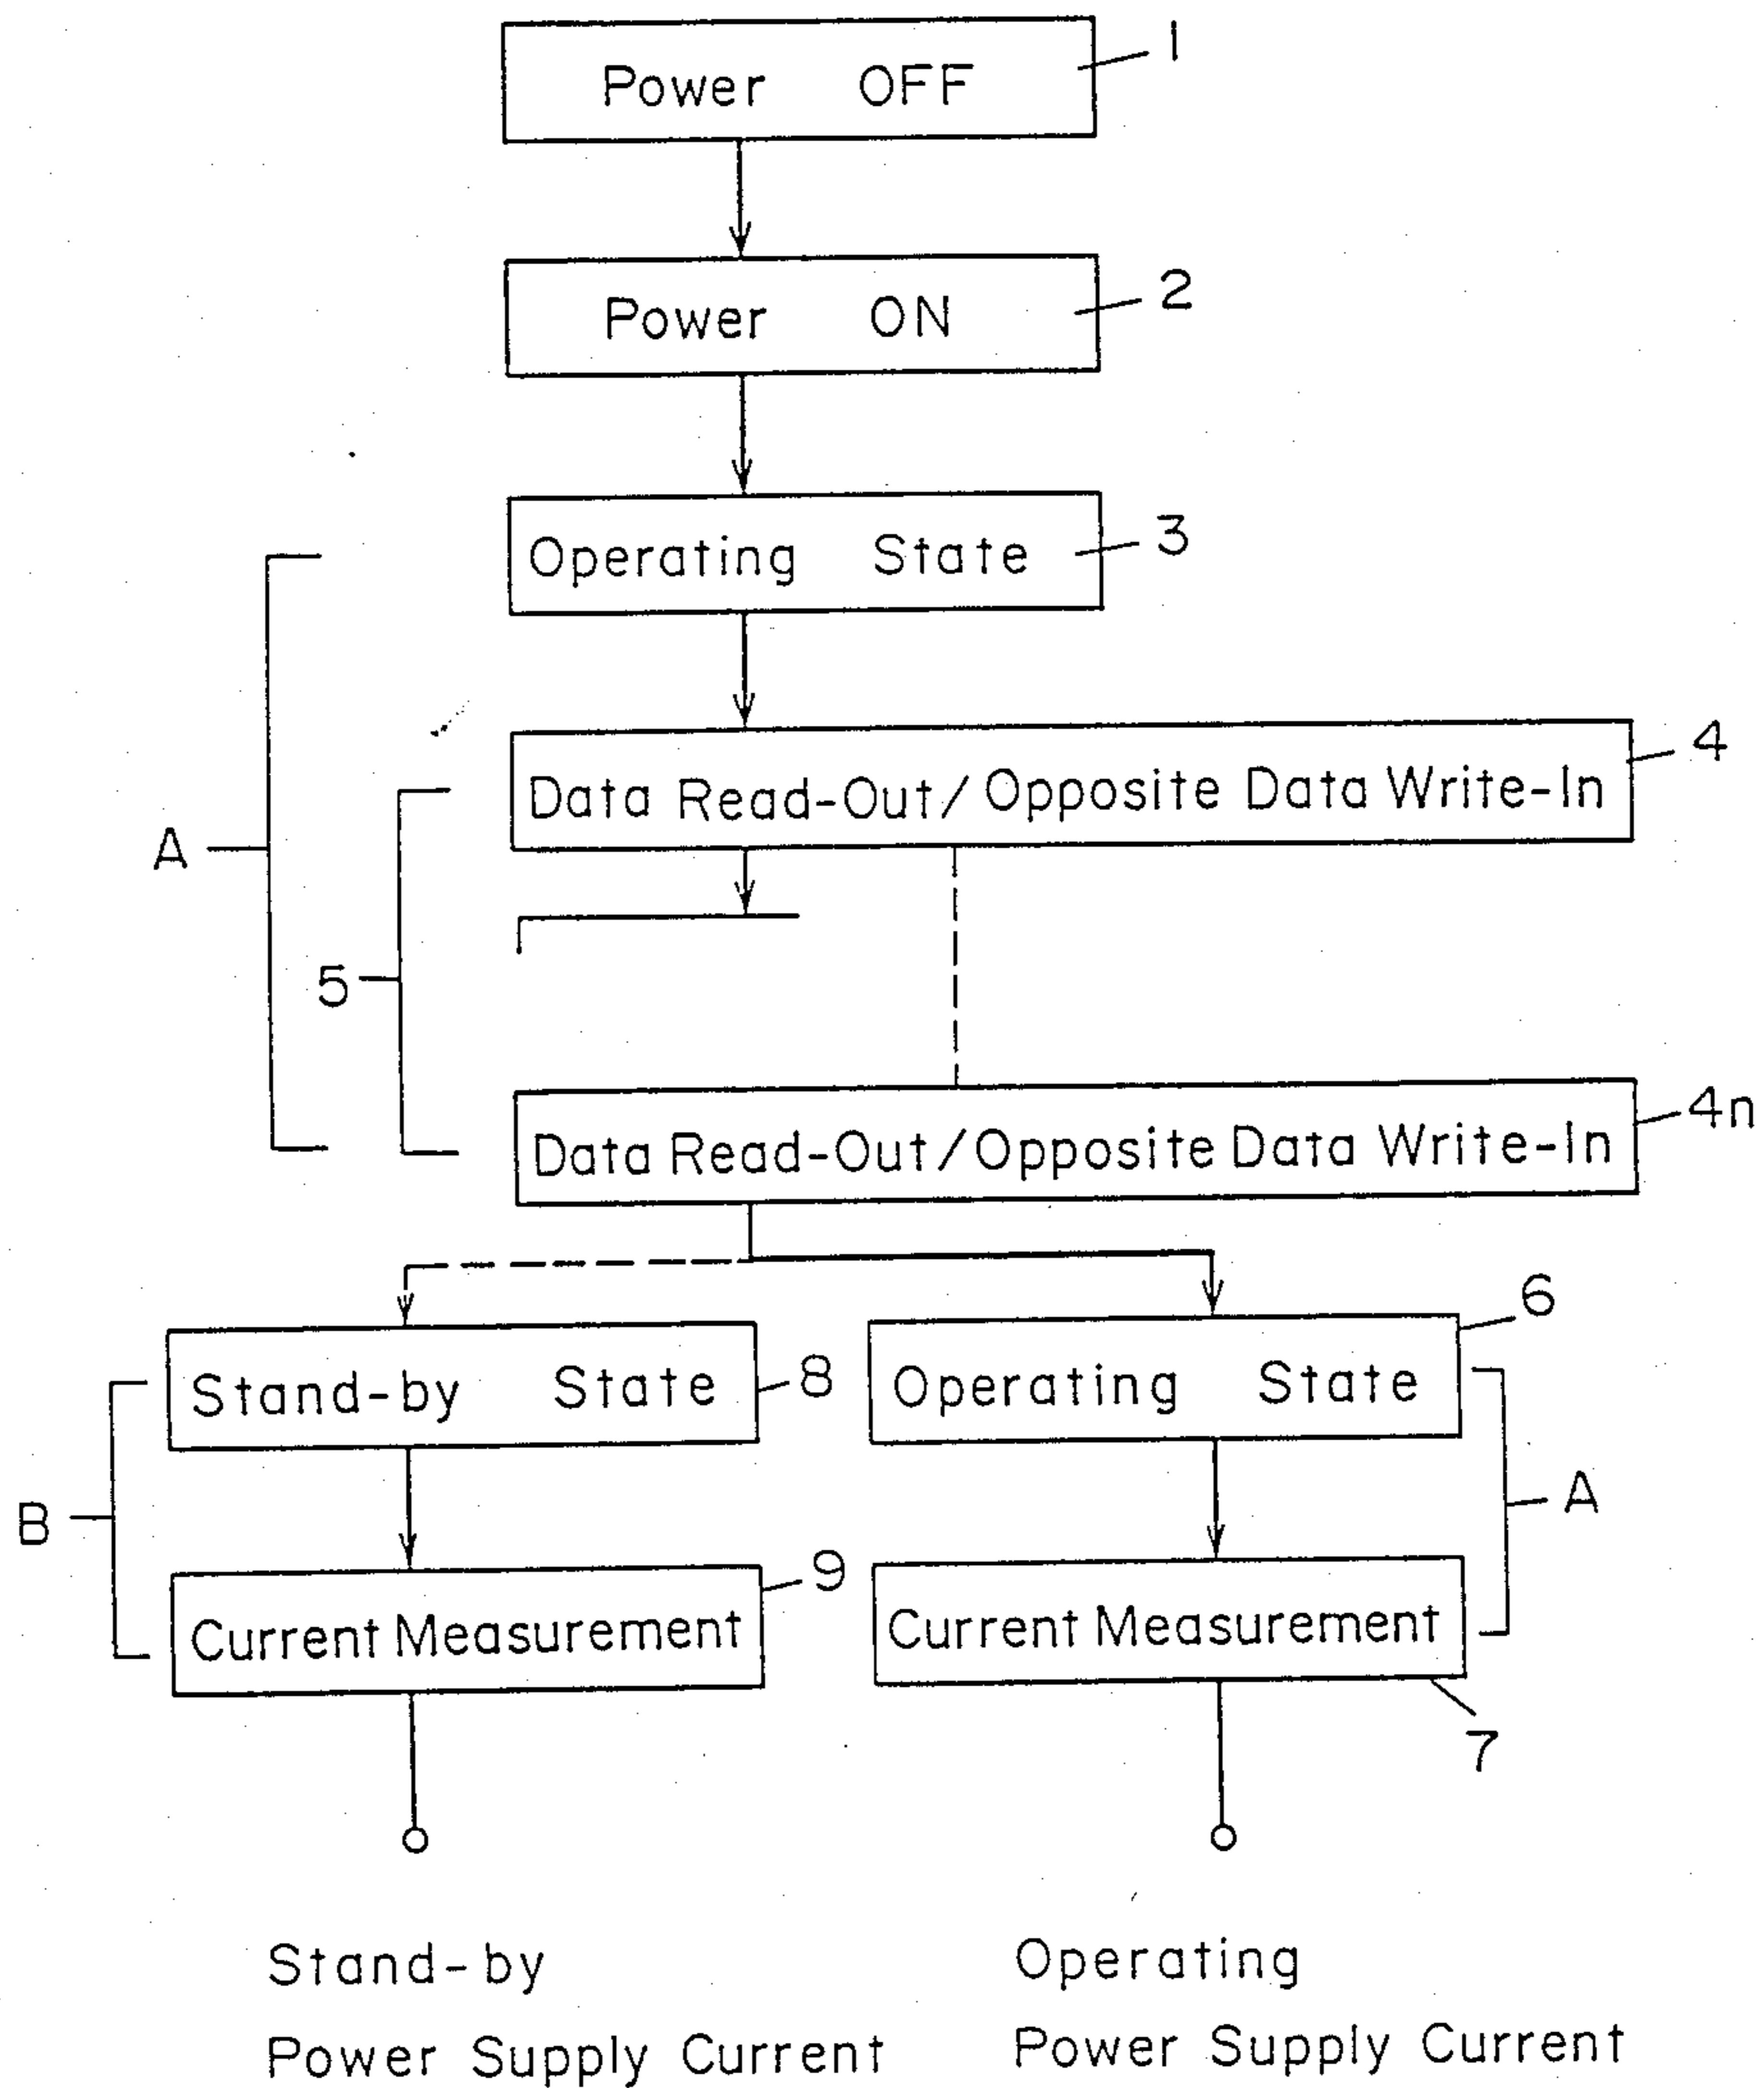 Power OFF
1
Power ON
2
Operating State
3
Data Read-Out/Opposite Data Write-In
4
A
5
Data Read-Out/Opposite Data Write-In
4n
Stand-by State
8
Operating State
6
B
A
Current Measurement
9
Current Measurement
7
Stand-by
Power Supply Current
Operating
Power Supply Current